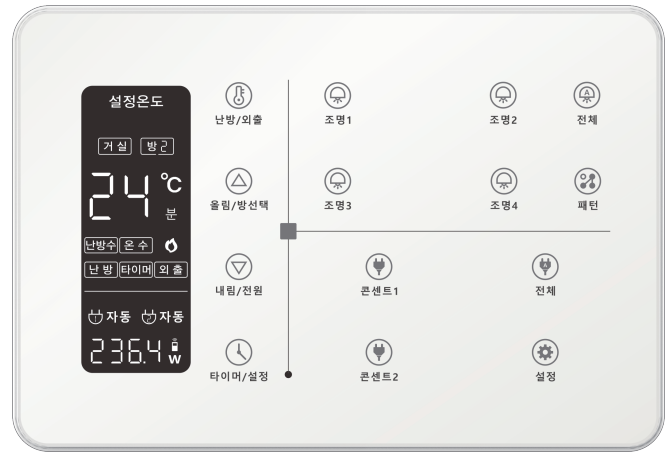 설정온도
거실 방2
24 ℃
분
난방수 온수
난방 타이머 외출
1 자동 2 자동
236.4 W
난방/외출
올림/방선택
내림/전원
타이머/설정
조명1 조명2 A 전체
조명3 조명4 패턴
콘센트1 A 전체
콘센트2 설정